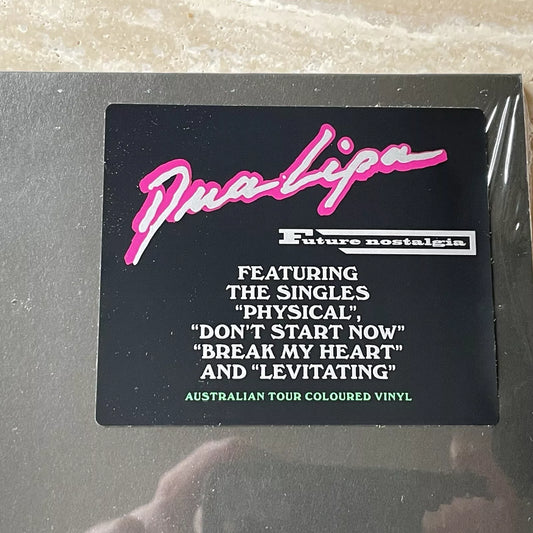 Dua Lipa
Future nostalgia
FEATURING
THE SINGLES
“PHYSICAL”,
“DON'T START NOW”
“BREAK MY HEART”
AND “LEVITATING”
AUSTRALIAN TOUR COLOURED VINYL